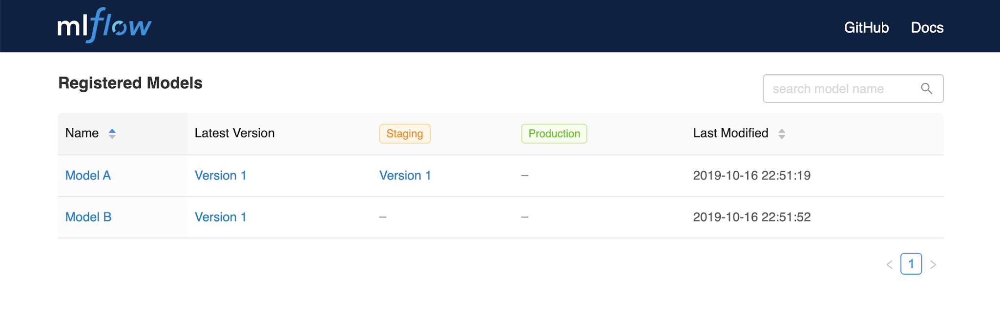 mlflow GitHub Docs
Registered Models search model name
Name Latest Version Staging Production Last Modified
Model A Version 1 Version 1 – 2019-10-16 22:51:19
Model B Version 1 – – 2019-10-16 22:51:52
< 1 >